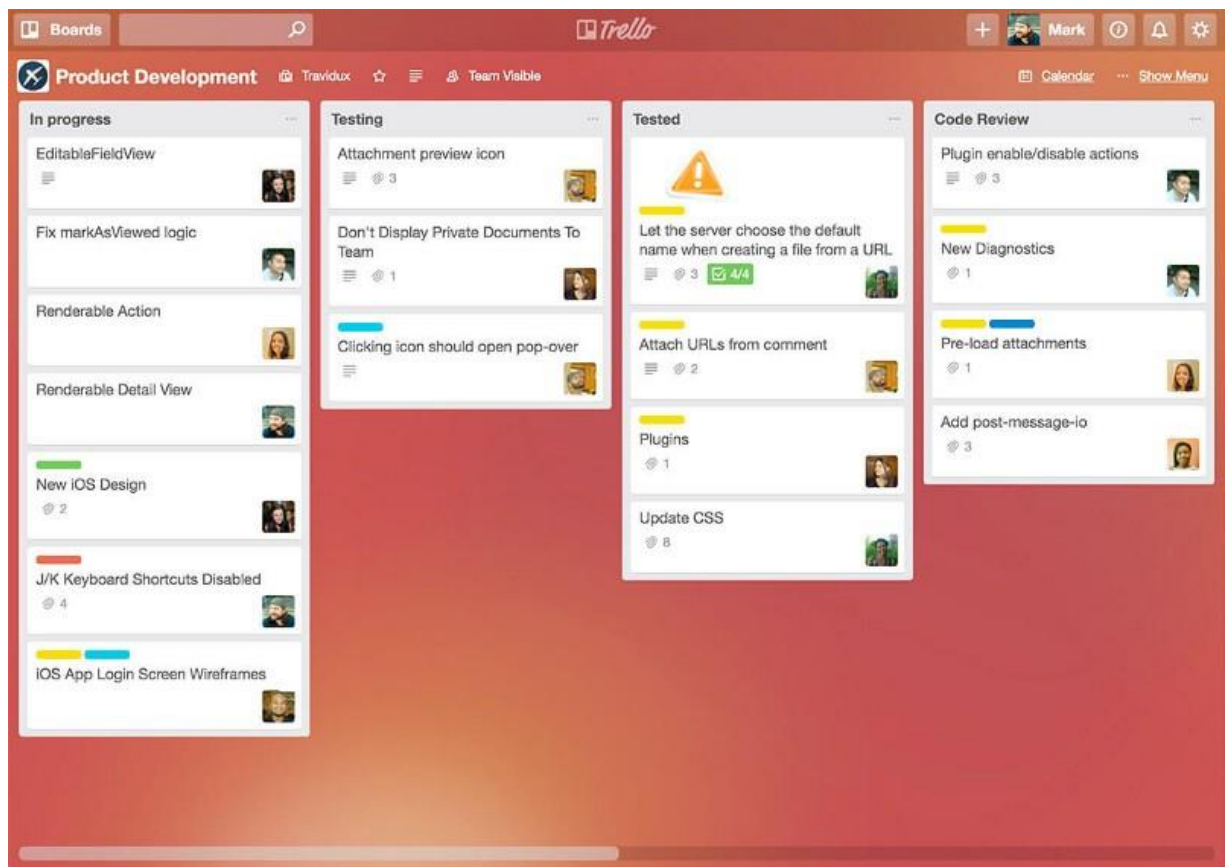 Boards
Trello
Mark
Product Development
Travidux
Team Visible
Calendar
Show Menu
In progress
EditableFieldView
Fix markAsViewed logic
Renderable Action
Renderable Detail View
New iOS Design
2
J/K Keyboard Shortcuts Disabled
4
iOS App Login Screen Wireframes
Testing
Attachment preview icon
3
Don't Display Private Documents To
Team
1
Clicking icon should open pop-over
Tested
Let the server choose the default
name when creating a file from a URL
3 4/4
Attach URLs from comment
2
Plugins
1
Update CSS
8
Code Review
Plugin enable/disable actions
3
New Diagnostics
1
Pre-load attachments
1
Add post-message-io
3